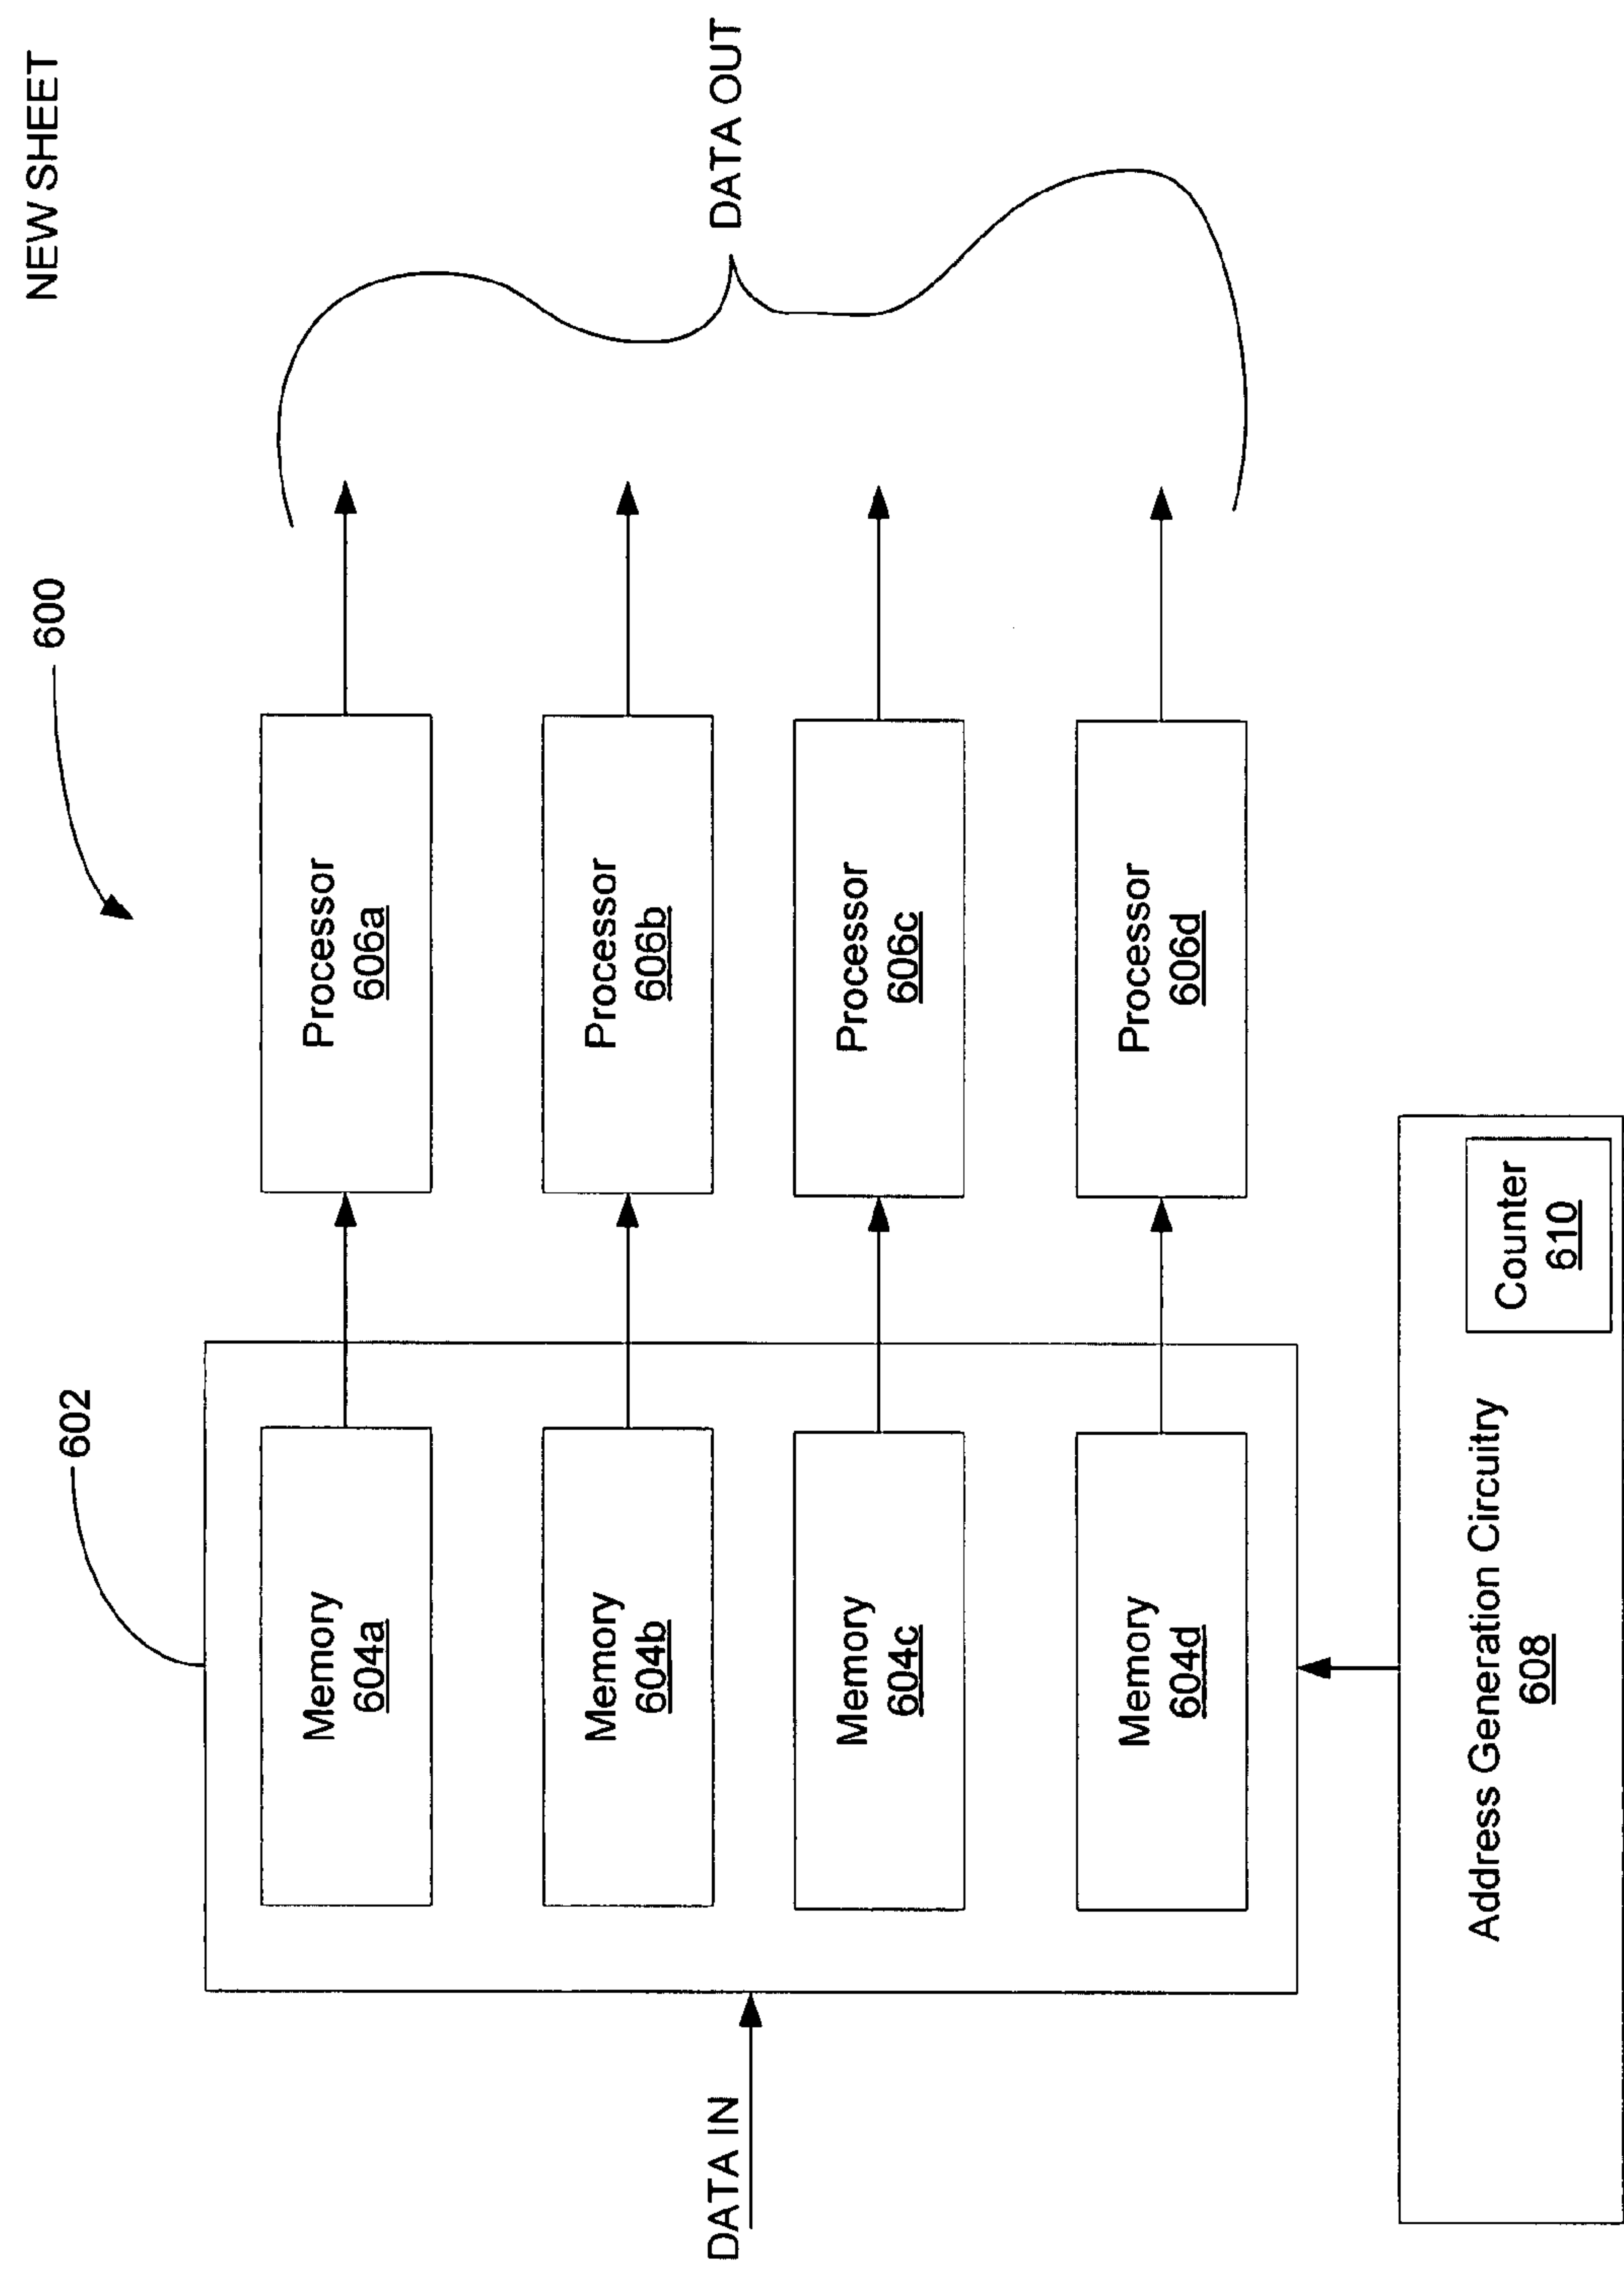 NEW SHEET
600
602
DATA IN
Memory
604a
Memory
604b
Memory
604c
Memory
604d
Processor
606a
Processor
606b
Processor
606c
Processor
606d
DATA OUT
Address Generation Circuitry
608
Counter
610